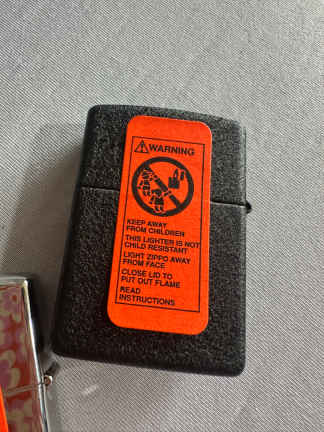 WARNING
KEEP AWAY
FROM CHILDREN
THIS LIGHTER IS NOT
CHILD RESISTANT
LIGHT ZIPPO AWAY
FROM FACE
CLOSE LID TO
PUT OUT FLAME
READ
INSTRUCTIONS